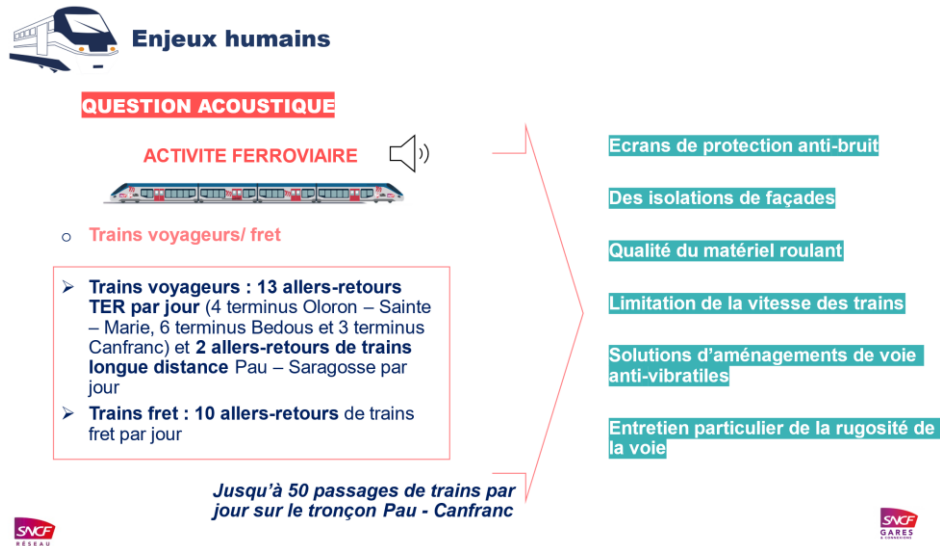 Enjeux humains
QUESTION ACOUSTIQUE
ACTIVITE FERROVIAIRE
o Trains voyageurs/ fret
➢ Trains voyageurs : 13 allers-retours
TER par jour (4 terminus Oloron – Sainte
– Marie, 6 terminus Bedous et 3 terminus
Canfranc) et 2 allers-retours de trains
longue distance Pau – Saragosse par
jour
➢ Trains fret : 10 allers-retours de trains
fret par jour
Jusqu’à 50 passages de trains par
jour sur le tronçon Pau - Canfranc
Ecrans de protection anti-bruit
Des isolations de façades
Qualité du matériel roulant
Limitation de la vitesse des trains
Solutions d’aménagements de voie
anti-vibratiles
Entretien particulier de la rugosité de
la voie
SNCF
RÉSEAU
SNCF
GARES
& CONNEXIONS